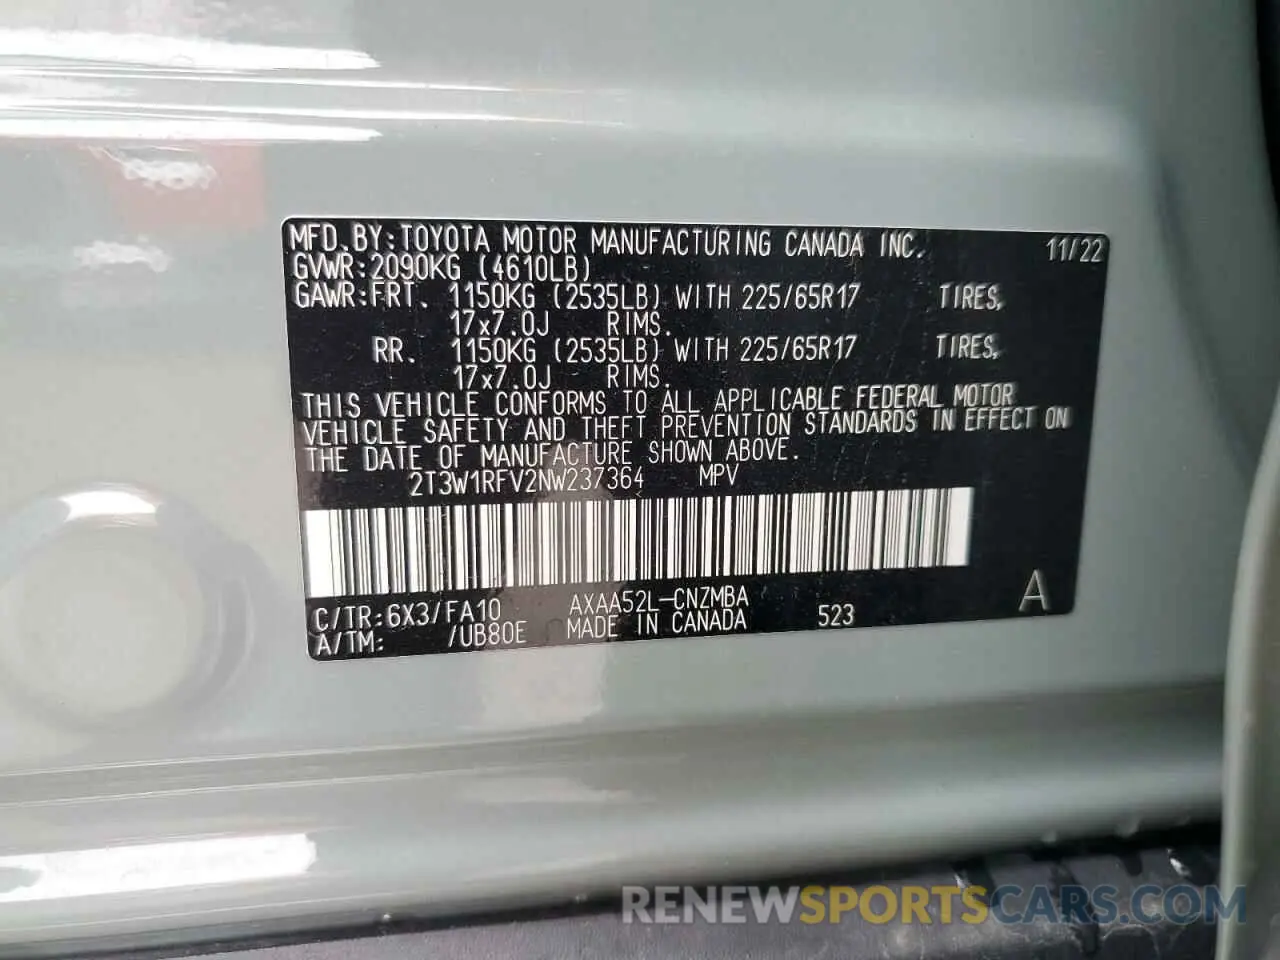 MFD.BY:TOYOTA MOTOR MANUFACTURING CANADA INC. 11/22
GVWR:2090KG (4610LB)
GAWR:FRT. 1150KG (2535LB) WITH 225/65R17 TIRES,
17x7.0J RIMS.
RR. 1150KG (2535LB) WITH 225/65R17 TIRES,
17x7.0J RIMS.
THIS VEHICLE CONFORMS TO ALL APPLICABLE FEDERAL MOTOR
VEHICLE SAFETY AND THEFT PREVENTION STANDARDS IN EFFECT ON
THE DATE OF MANUFACTURE SHOWN ABOVE.
2T3W1RFV2NW237364 MPV
C/TR:6X3/FA10 AXAA52L-CNZMBA A
A/TM: /UB80E MADE IN CANADA 523
RENEWSPORTSCARS.COM